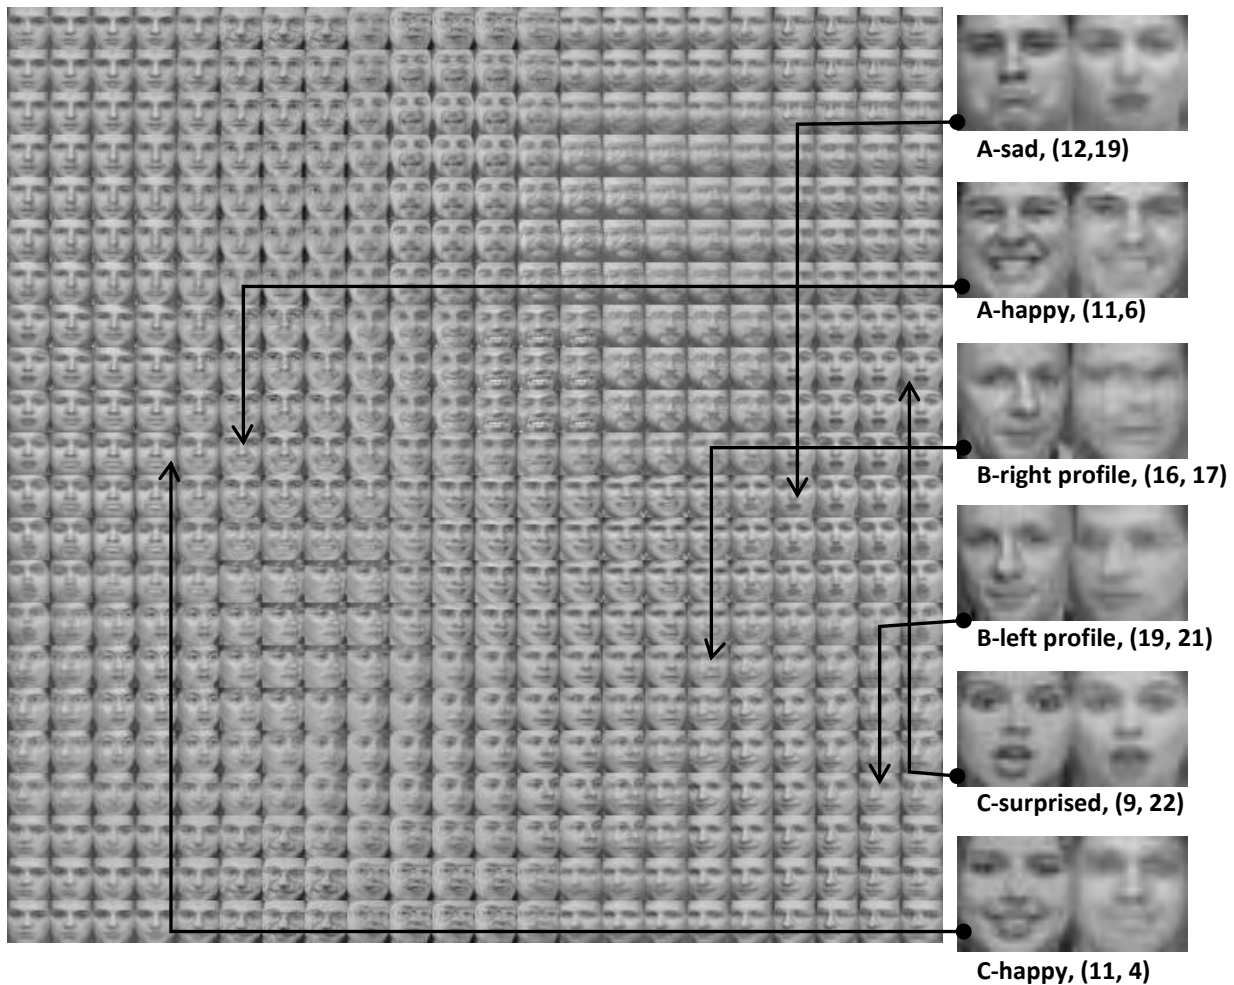 A-sad, (12,19)
A-happy, (11,6)
B-right profile, (16, 17)
B-left profile, (19, 21)
C-surprised, (9, 22)
C-happy, (11, 4)